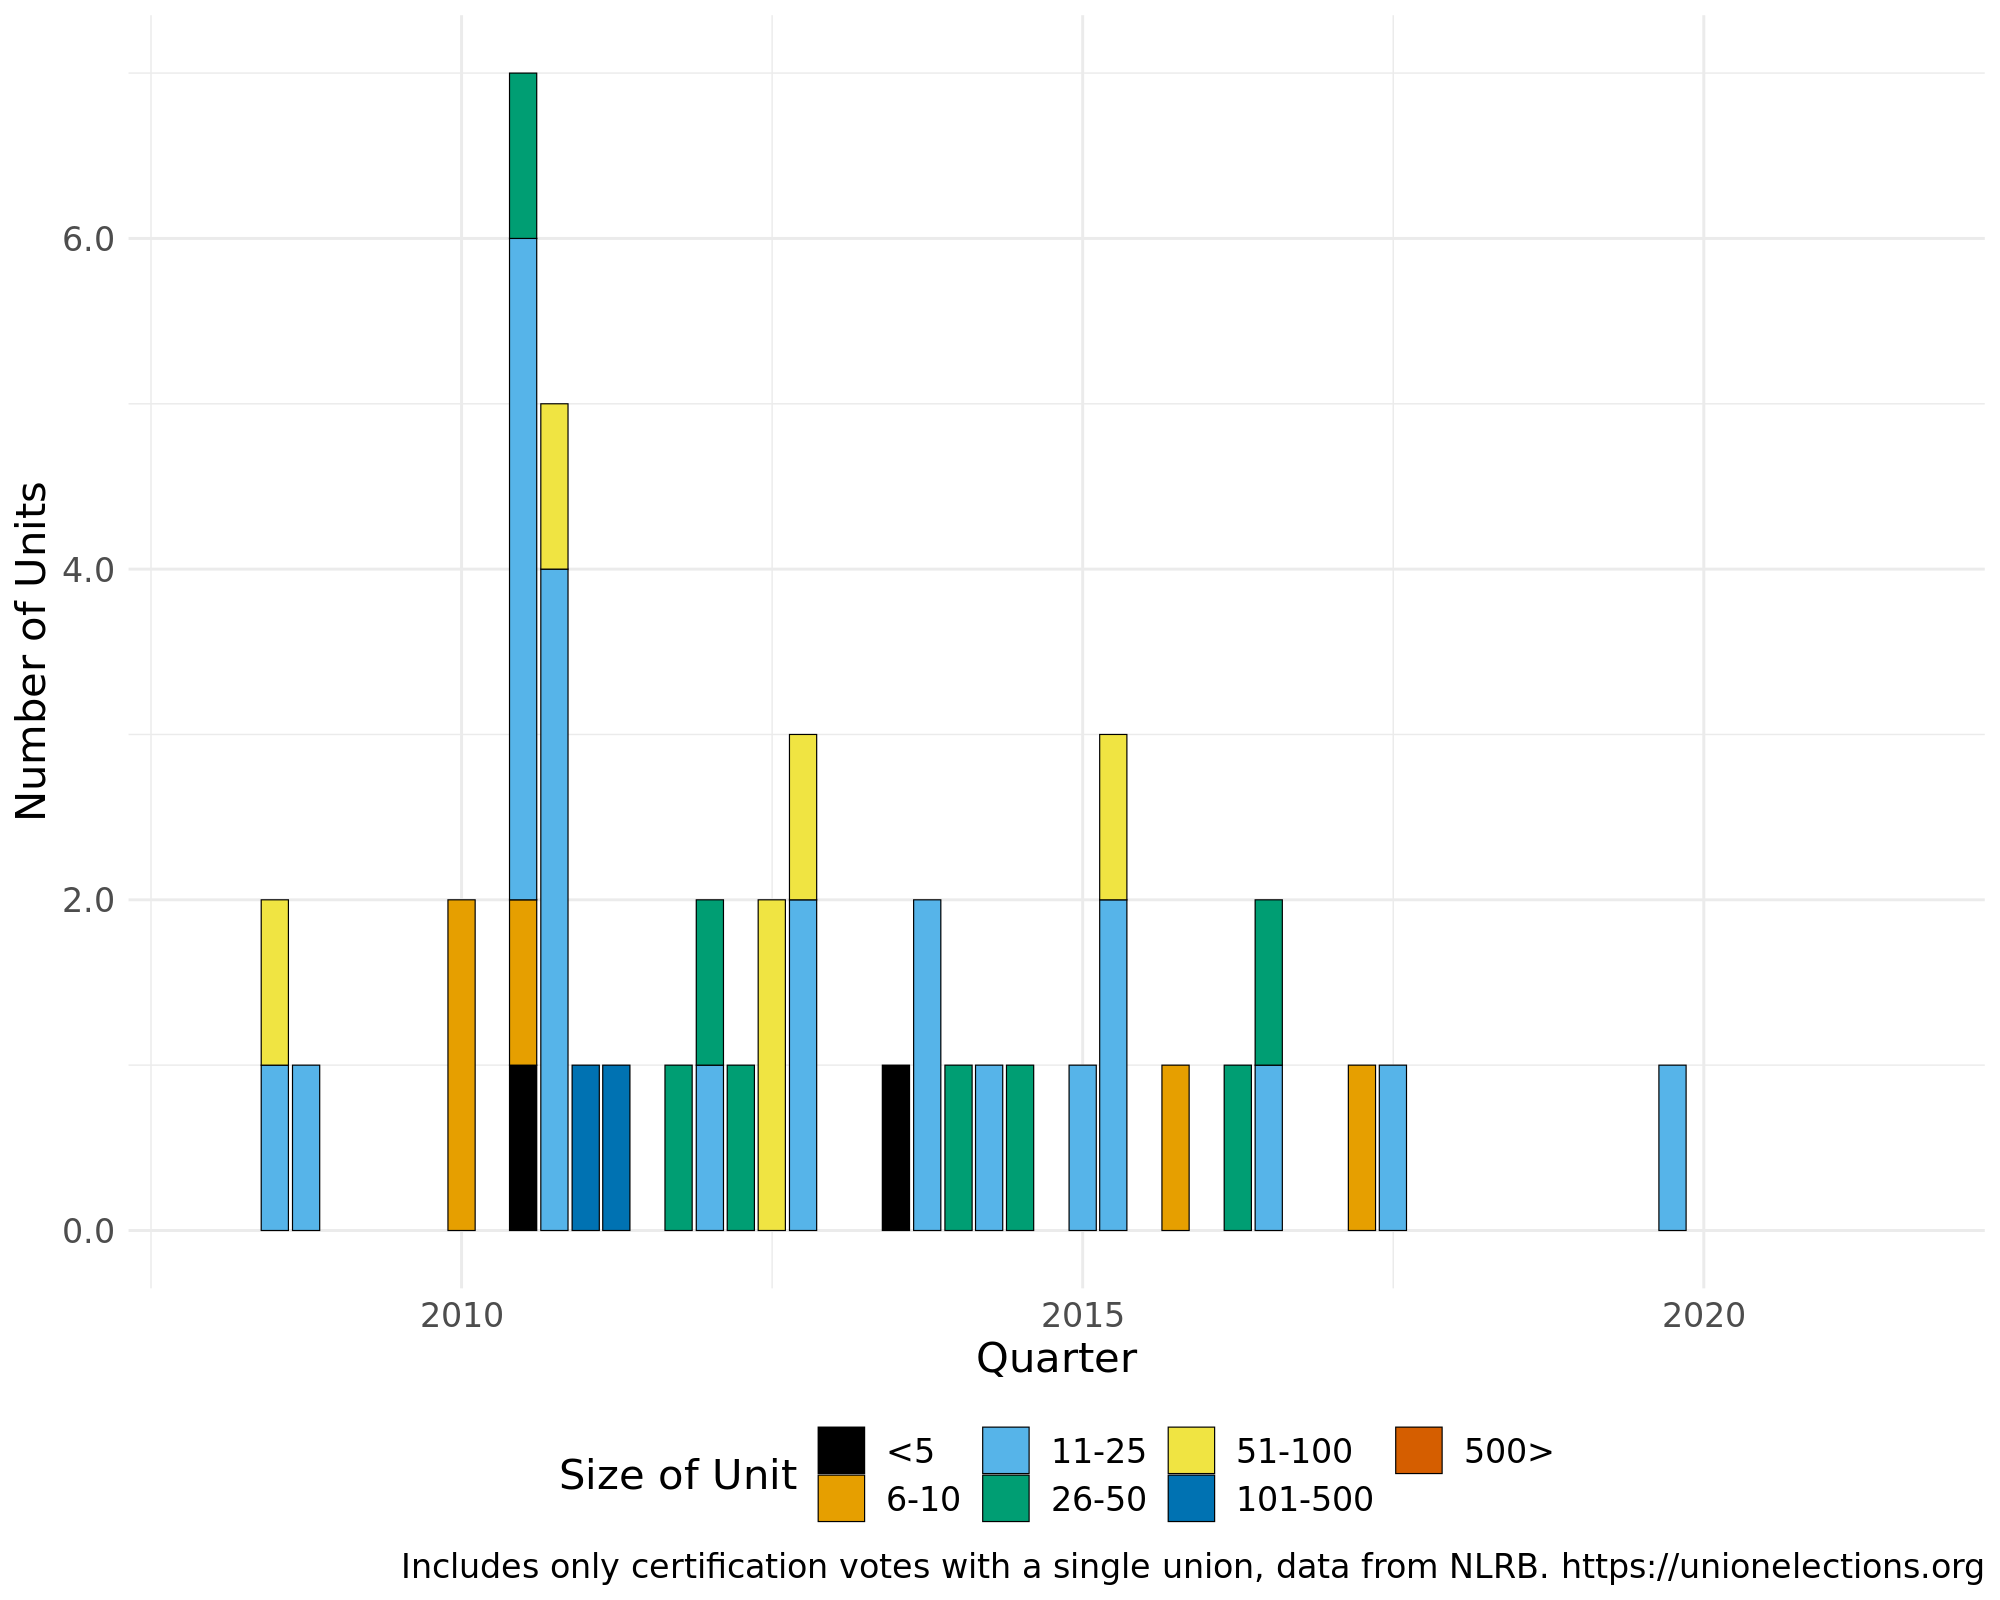 6.0
4.0
2.0
0.0
Number of Units
2010 2015 2020
Quarter
Size of Unit
<5 11-25 51-100 500>
6-10 26-50 101-500
Includes only certification votes with a single union, data from NLRB. https://unionelections.org